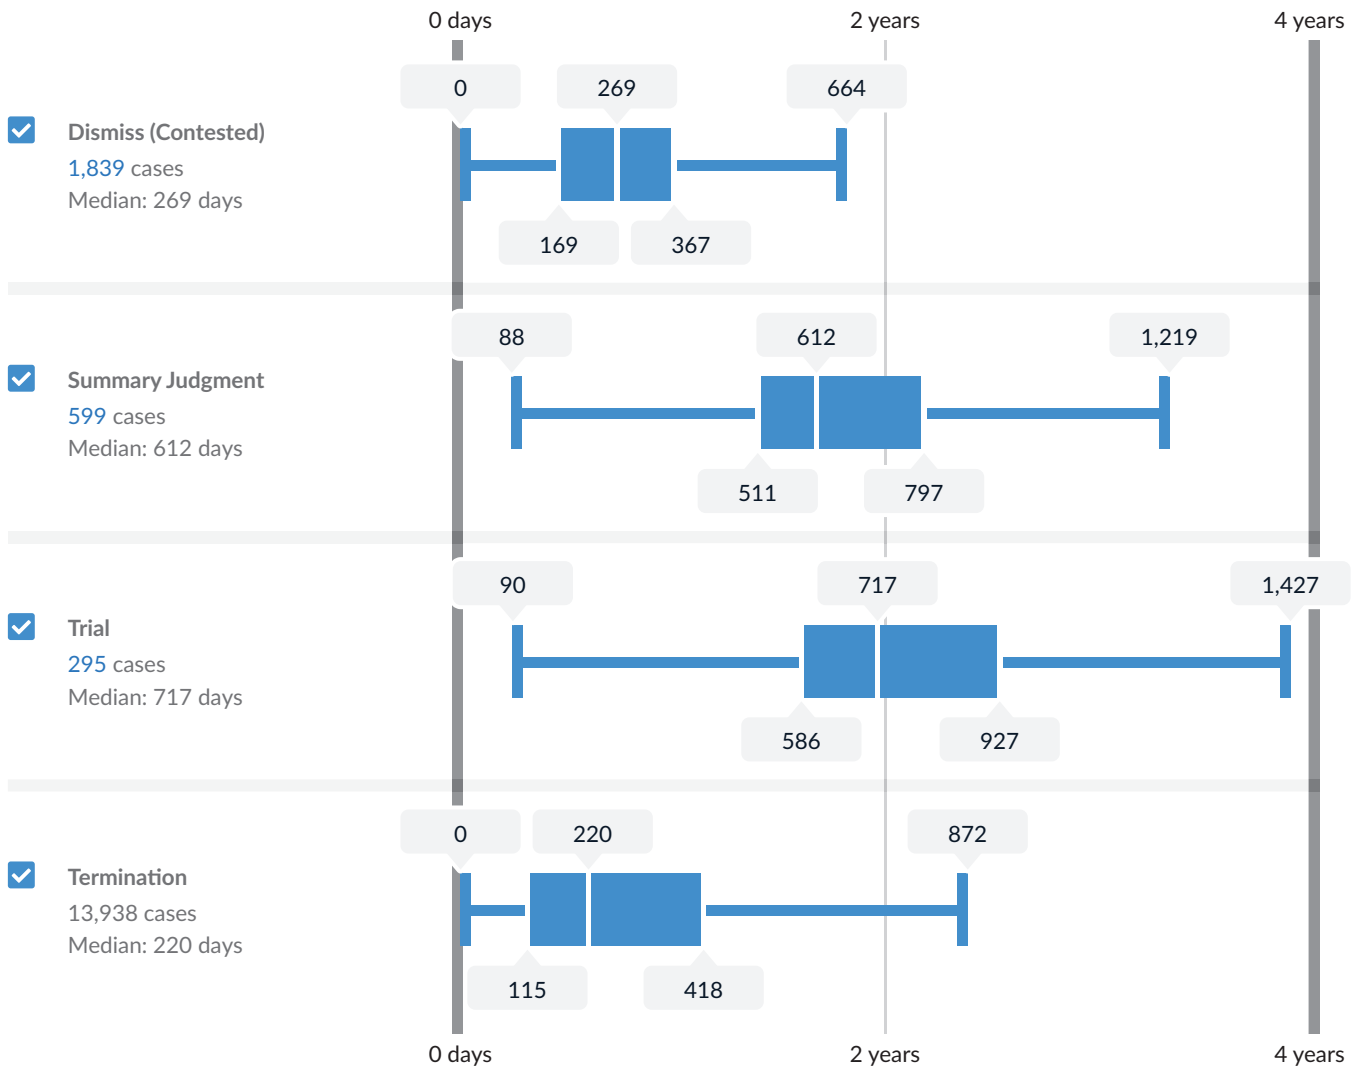 0 days 2 years 4 years
0 269 664
Dismiss (Contested)
1,839 cases
Median: 269 days
169 367
88 612 1,219
Summary Judgment
599 cases
Median: 612 days
511 797
90 717 1,427
Trial
295 cases
Median: 717 days
586 927
0 220 872
Termination
13,938 cases
Median: 220 days
115 418
0 days 2 years 4 years